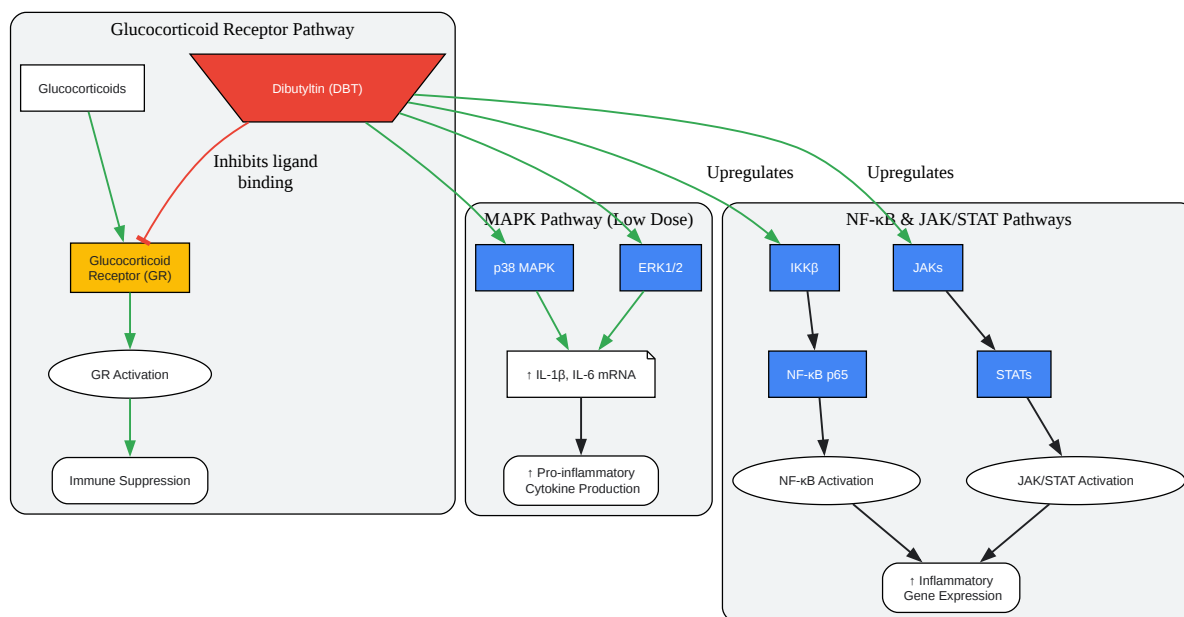 Glucocorticoid Receptor Pathway
Glucocorticoids
Dibutyltin (DBT)
Inhibits ligand
binding
Upregulates
Upregulates
Glucocorticoid
Receptor (GR)
GR Activation
Immune Suppression
MAPK Pathway (Low Dose)
p38 MAPK
ERK1/2
↑ IL-1β, IL-6 mRNA
↑ Pro-inflammatory
Cytokine Production
NF-κB & JAK/STAT Pathways
IKKβ
JAKs
NF-κB p65
STATs
NF-κB Activation
JAK/STAT Activation
↑ Inflammatory
Gene Expression